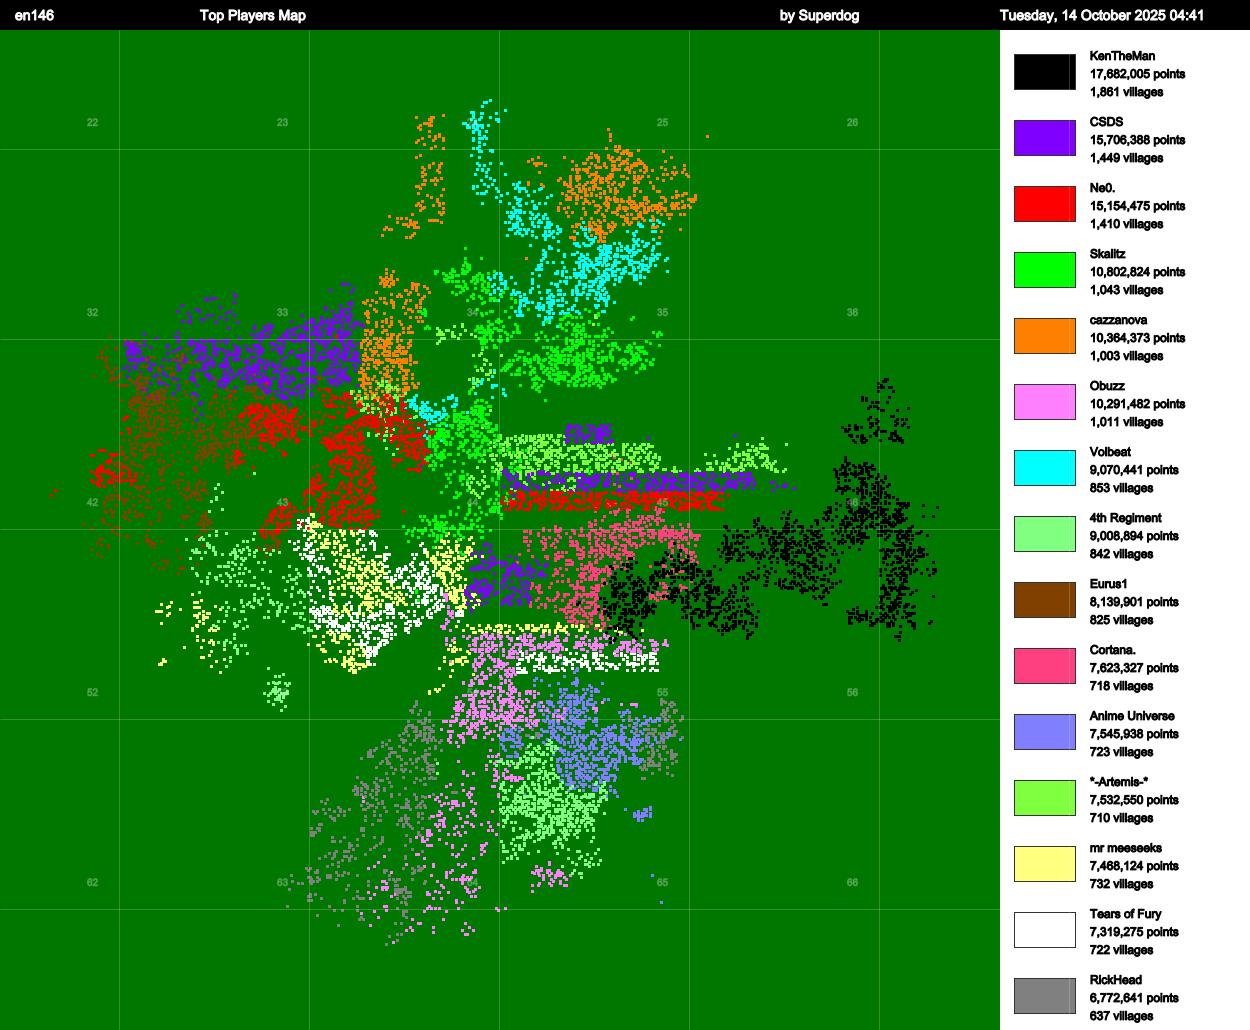 en146 Top Players Map by Superdog Tuesday, 14 October 2025 04:41
KenTheMan
17,682,005 points
1,861 villages
CSDS
15,706,388 points
1,449 villages
Ne0.
15,154,475 points
1,410 villages
Skalitz
10,802,824 points
1,043 villages
cazzanova
10,364,373 points
1,003 villages
Obuzz
10,291,482 points
1,011 villages
Volbeat
9,070,441 points
853 villages
4th Regiment
9,008,894 points
842 villages
Eurus1
8,139,901 points
825 villages
Cortana.
7,623,327 points
718 villages
Anime Universe
7,545,938 points
723 villages
*-Artemis-*
7,532,550 points
710 villages
mr meeseeks
7,468,124 points
732 villages
Tears of Fury
7,319,275 points
722 villages
RickHead
6,772,641 points
637 villages
22 23 25 26
32 33 34 35 36
42 43 44 45
52 55 56
62 63 64 65 66